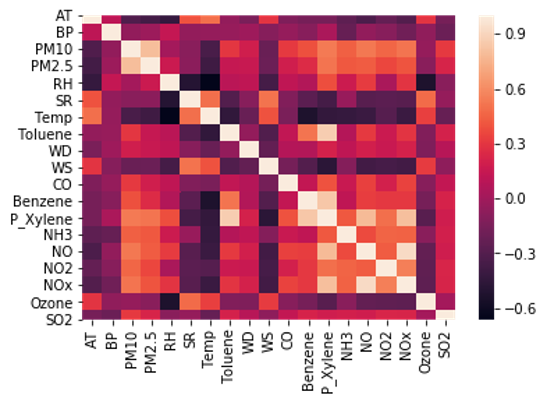 AT
BP
PM10
PM2.5
RH
SR
Temp
Toluene
WD
WS
CO
Benzene
P_Xylene
NH3
NO
NO2
NOx
Ozone
SO2
AT BP PM10 PM2.5 RH SR Temp Toluene WD WS CO Benzene P_Xylene NH3 NO NO2 NOx Ozone SO2
0.9
0.6
0.3
0.0
−0.3
−0.6